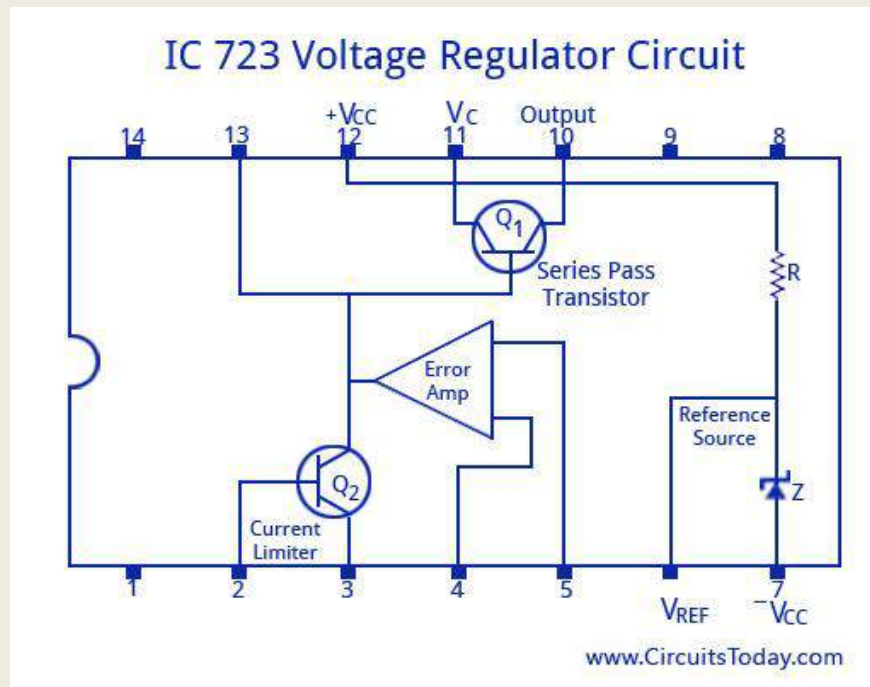 IC 723 Voltage Regulator Circuit
+VCC VC Output
14 13 12 11 10 9 8
Q1
Series Pass
Transistor
R
Error
Amp
Reference
Source
Q2
Z
Current
Limiter
1 2 3 4 5 7
VREF -VCC
www.CircuitsToday.com